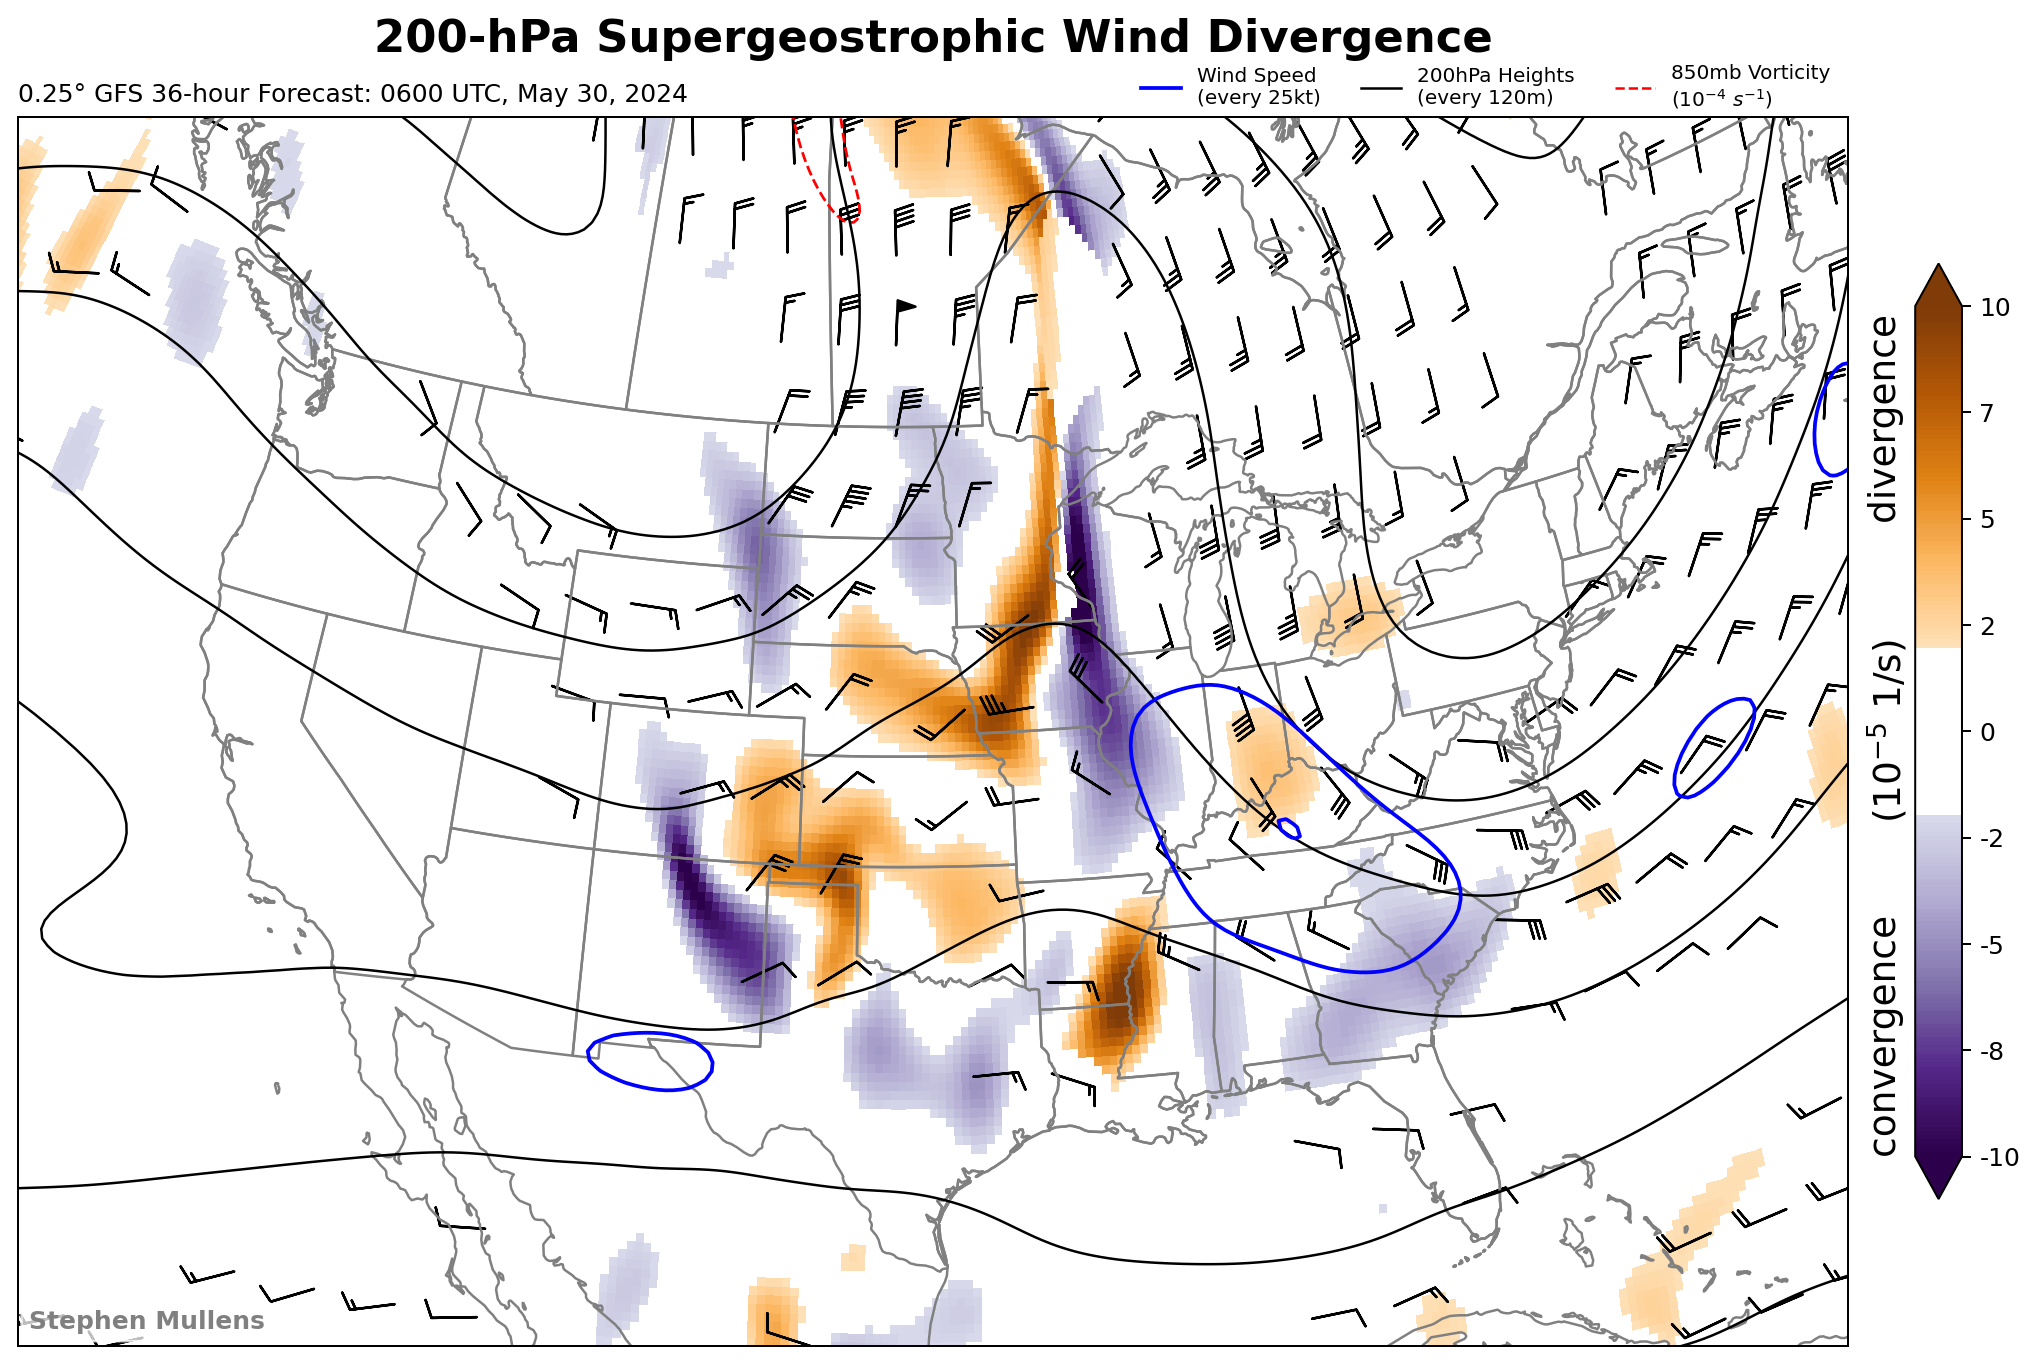 200-hPa Supergeostrophic Wind Divergence
0.25° GFS 36-hour Forecast: 0600 UTC, May 30, 2024
Wind Speed
(every 25kt)
200hPa Heights
(every 120m)
850mb Vorticity
(10⁻⁴ s⁻¹)
10
7
5
2
0
-2
-5
-8
-10
convergence (10⁻⁵ 1/s) divergence
Stephen Mullens